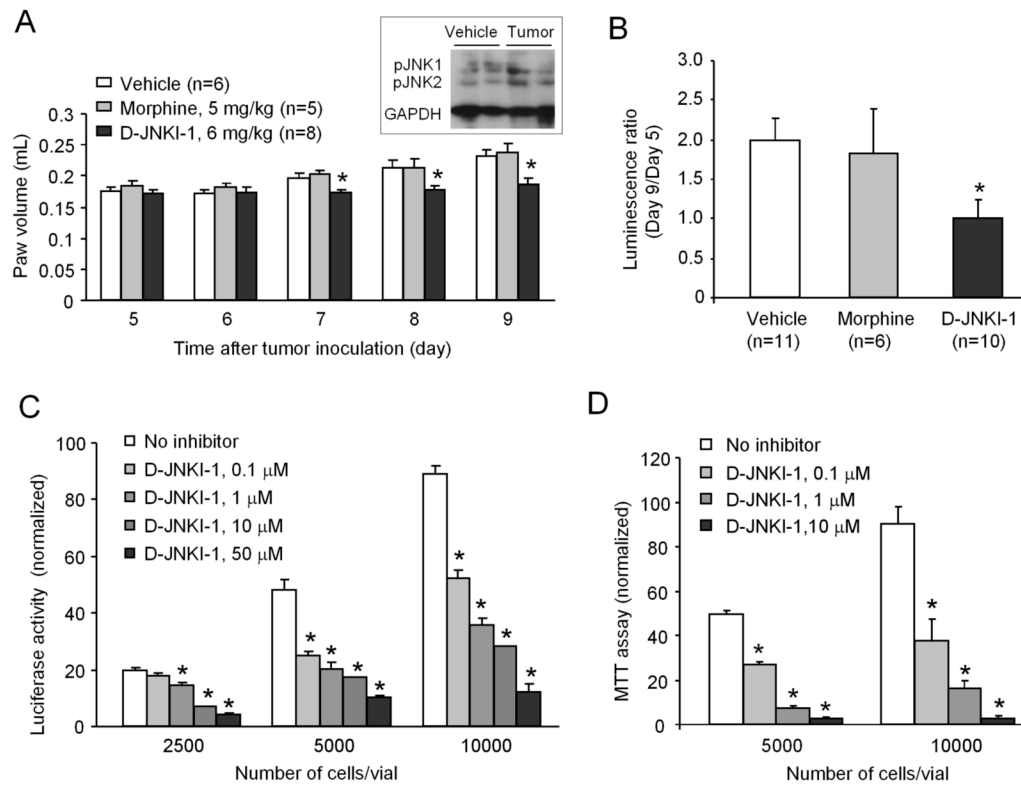 A
Vehicle Tumor
pJNK1
pJNK2
GAPDH
Vehicle (n=6)
Morphine, 5 mg/kg (n=5)
D-JNKI-1, 6 mg/kg (n=8)
Paw volume (mL)
0.3
0.25
0.2
0.15
0.1
0.05
0
* * *
5 6 7 8 9
Time after tumor inoculation (day)
B
Luminescence ratio
(Day 9/Day 5)
2.5
2.0
1.5
1.0
0.5
0
*
Vehicle Morphine D-JNKI-1
(n=11) (n=6) (n=10)
C
No inhibitor
D-JNKI-1, 0.1 μM
D-JNKI-1, 1 μM
D-JNKI-1, 10 μM
D-JNKI-1, 50 μM
Luciferase activity (normalized)
100
80
60
40
20
0
* * * * * * * * * * *
2500 5000 10000
Number of cells/vial
D
No inhibitor
D-JNKI-1, 0.1 μM
D-JNKI-1, 1 μM
D-JNKI-1,10 μM
MTT assay (normalized)
120
100
80
60
40
20
0
* * * * * *
5000 10000
Number of cells/vial